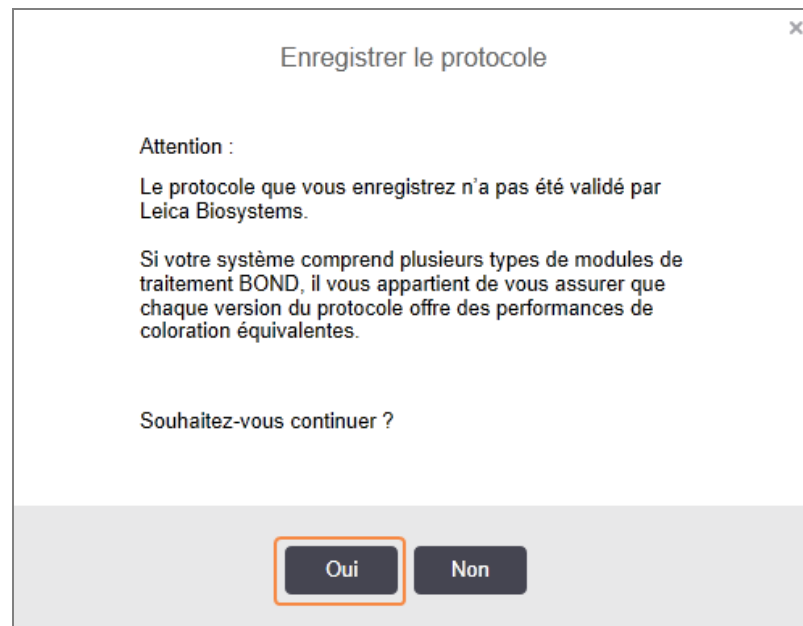 Enregistrer le protocole
Attention :
Le protocole que vous enregistrez n'a pas été validé par
Leica Biosystems.
Si votre système comprend plusieurs types de modules de
traitement BOND, il vous appartient de vous assurer que
chaque version du protocole offre des performances de
coloration équivalentes.
Souhaitez-vous continuer ?
Oui
Non